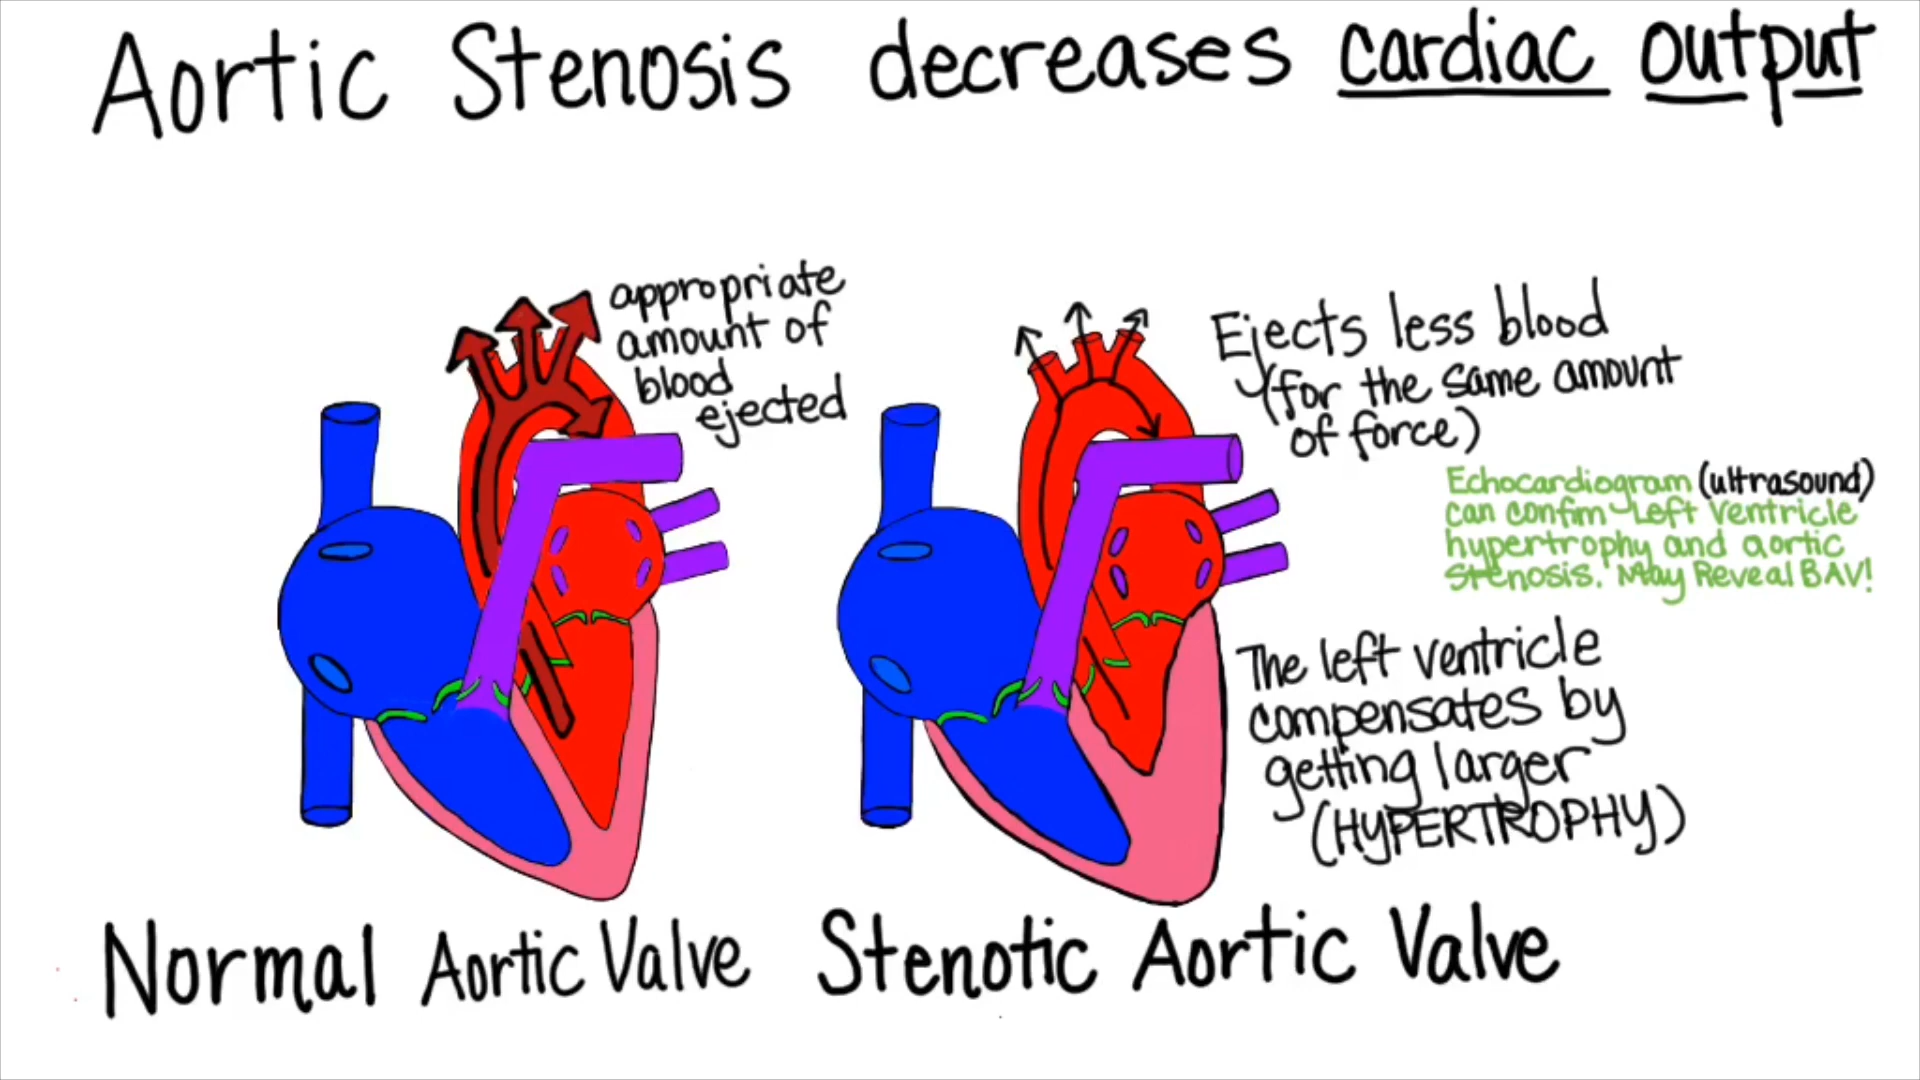 Aortic Stenosis decreases cardiac output
appropriate
amount of
blood
ejected
Ejects less blood
(for the same amount
of force)
Echocardiogram (ultrasound)
can confim Left Ventricle
hypertrophy and aortic
stenosis. May Reveal BAV!
The left ventricle
compensates by
getting larger
(HYPERTROPHY)
Normal Aortic Valve
Stenotic Aortic Valve